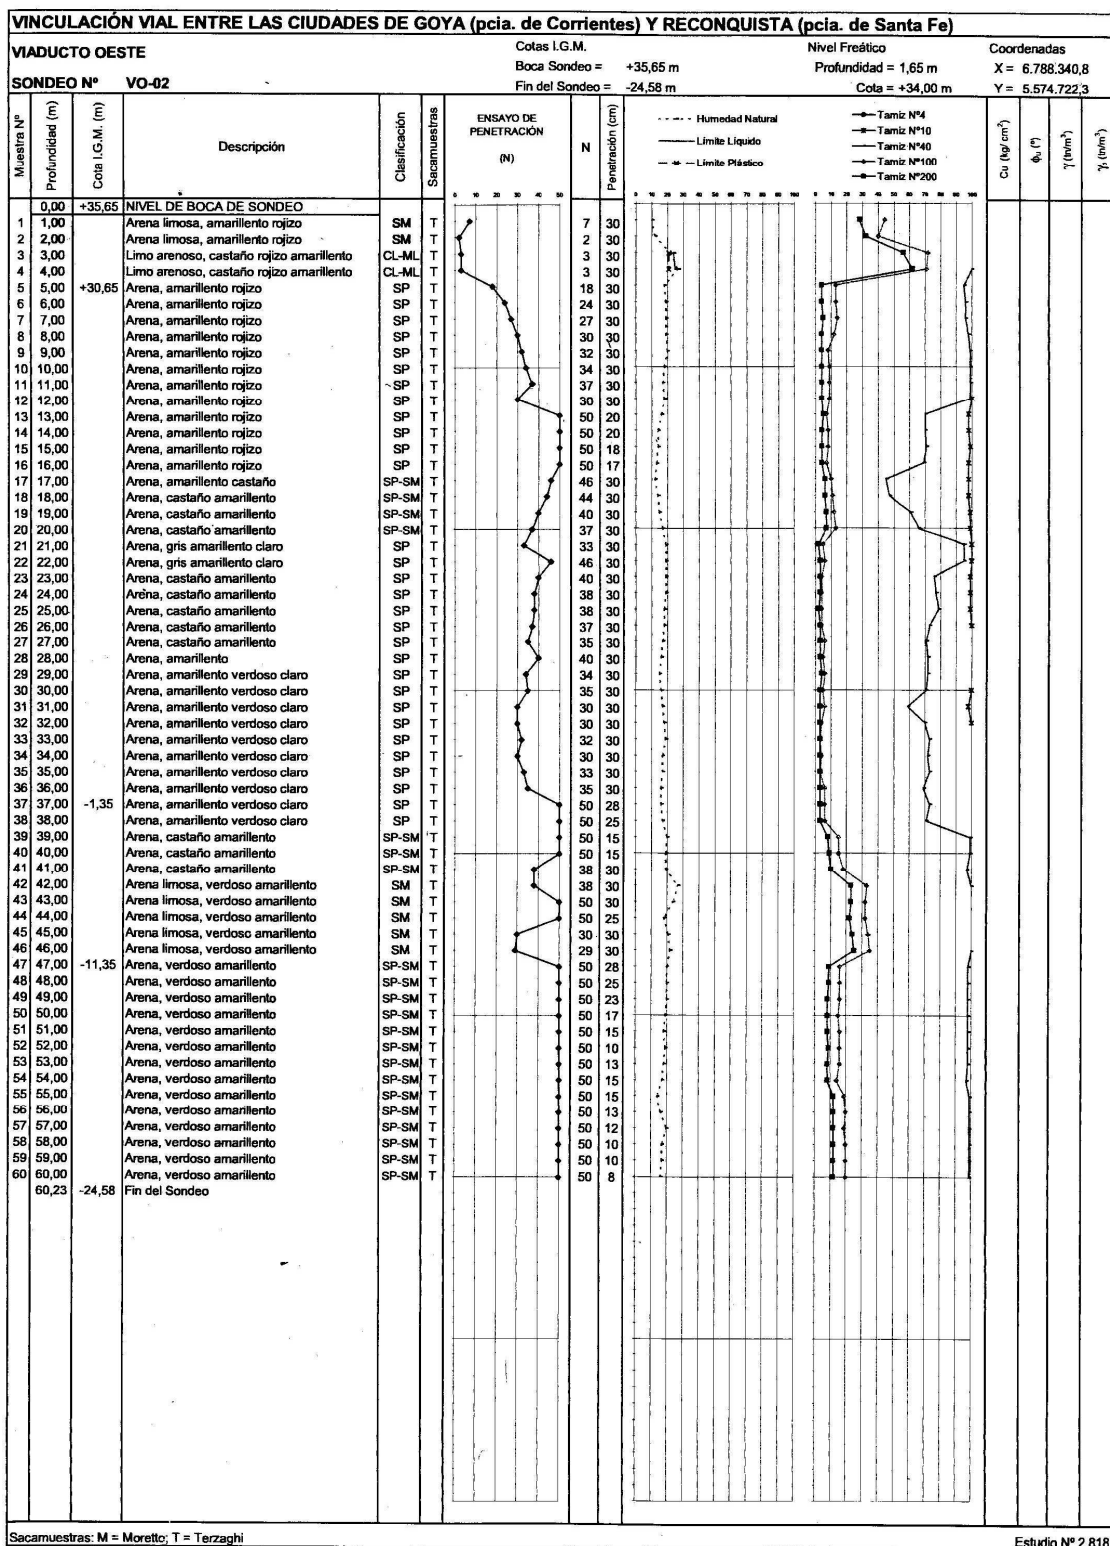 VINCULACIÓN VIAL ENTRE LAS CIUDADES DE GOYA (pcia. de Corrientes) Y RECONQUISTA (pcia. de Santa Fe)
VIADUCTO OESTE Cotas I.G.M. Nivel Freático Coordenadas
Boca Sondeo = +35,65 m Profundidad = 1,65 m X = 6.788.340,8
SONDEO Nº VO-02 Fin del Sondeo = -24,58 m Cota = +34,00 m Y = 5.574.722,3
Muestra Nº Profundidad (m) Cota I.G.M. (m) Descripción Clasificación Sacamuestras ENSAYO DE PENETRACIÓN (N) N Penetración (cm) Humedad Natural Límite Líquido Límite Plástico Tamiz Nº4 Tamiz Nº10 Tamiz Nº40 Tamiz Nº100 Tamiz Nº200 Cu (kg/ cm²) φu (º) γ (tn/m³) γ, (tn/m³)
0 10 20 30 40 50 0 10 20 30 40 50 60 70 80 90 100 0 10 20 30 40 50 60 70 80 90 100
0,00 +35,65 NIVEL DE BOCA DE SONDEO
1 1,00 Arena limosa, amarillento rojizo SM T 7 30
2 2,00 Arena limosa, amarillento rojizo SM T 2 30
3 3,00 Limo arenoso, castaño rojizo amarillento CL-ML T 3 30
4 4,00 Limo arenoso, castaño rojizo amarillento CL-ML T 3 30
5 5,00 +30,65 Arena, amarillento rojizo SP T 18 30
6 6,00 Arena, amarillento rojizo SP T 24 30
7 7,00 Arena, amarillento rojizo SP T 27 30
8 8,00 Arena, amarillento rojizo SP T 30 30
9 9,00 Arena, amarillento rojizo SP T 32 30
10 10,00 Arena, amarillento rojizo SP T 34 30
11 11,00 Arena, amarillento rojizo SP T 37 30
12 12,00 Arena, amarillento rojizo SP T 30 30
13 13,00 Arena, amarillento rojizo SP T 50 20
14 14,00 Arena, amarillento rojizo SP T 50 20
15 15,00 Arena, amarillento rojizo SP T 50 18
16 16,00 Arena, amarillento rojizo SP T 50 17
17 17,00 Arena, amarillento castaño SP-SM T 46 30
18 18,00 Arena, castaño amarillento SP-SM T 44 30
19 19,00 Arena, castaño amarillento SP-SM T 40 30
20 20,00 Arena, castaño amarillento SP-SM T 37 30
21 21,00 Arena, gris amarillento claro SP T 33 30
22 22,00 Arena, gris amarillento claro SP T 46 30
23 23,00 Arena, castaño amarillento SP T 40 30
24 24,00 Arena, castaño amarillento SP T 38 30
25 25,00 Arena, castaño amarillento SP T 38 30
26 26,00 Arena, castaño amarillento SP T 37 30
27 27,00 Arena, castaño amarillento SP T 35 30
28 28,00 Arena, amarillento SP T 40 30
29 29,00 Arena, amarillento verdoso claro SP T 34 30
30 30,00 Arena, amarillento verdoso claro SP T 35 30
31 31,00 Arena, amarillento verdoso claro SP T 30 30
32 32,00 Arena, amarillento verdoso claro SP T 30 30
33 33,00 Arena, amarillento verdoso claro SP T 32 30
34 34,00 Arena, amarillento verdoso claro SP T 30 30
35 35,00 Arena, amarillento verdoso claro SP T 33 30
36 36,00 Arena, amarillento verdoso claro SP T 35 30
37 37,00 -1,35 Arena, amarillento verdoso claro SP T 50 28
38 38,00 Arena, amarillento verdoso claro SP T 50 25
39 39,00 Arena, castaño amarillento SP-SM T 50 15
40 40,00 Arena, castaño amarillento SP-SM T 50 15
41 41,00 Arena, castaño amarillento SP-SM T 38 30
42 42,00 Arena limosa, verdoso amarillento SM T 38 30
43 43,00 Arena limosa, verdoso amarillento SM T 50 30
44 44,00 Arena limosa, verdoso amarillento SM T 50 25
45 45,00 Arena limosa, verdoso amarillento SM T 30 30
46 46,00 Arena limosa, verdoso amarillento SM T 29 30
47 47,00 -11,35 Arena, verdoso amarillento SP-SM T 50 28
48 48,00 Arena, verdoso amarillento SP-SM T 50 25
49 49,00 Arena, verdoso amarillento SP-SM T 50 23
50 50,00 Arena, verdoso amarillento SP-SM T 50 17
51 51,00 Arena, verdoso amarillento SP-SM T 50 15
52 52,00 Arena, verdoso amarillento SP-SM T 50 10
53 53,00 Arena, verdoso amarillento SP-SM T 50 13
54 54,00 Arena, verdoso amarillento SP-SM T 50 15
55 55,00 Arena, verdoso amarillento SP-SM T 50 15
56 56,00 Arena, verdoso amarillento SP-SM T 50 13
57 57,00 Arena, verdoso amarillento SP-SM T 50 12
58 58,00 Arena, verdoso amarillento SP-SM T 50 10
59 59,00 Arena, verdoso amarillento SP-SM T 50 10
60 60,00 Arena, verdoso amarillento SP-SM T 50 8
60,23 -24,58 Fin del Sondeo
Sacamuestras: M = Moretto; T = Terzaghi Estudio Nº 2.818